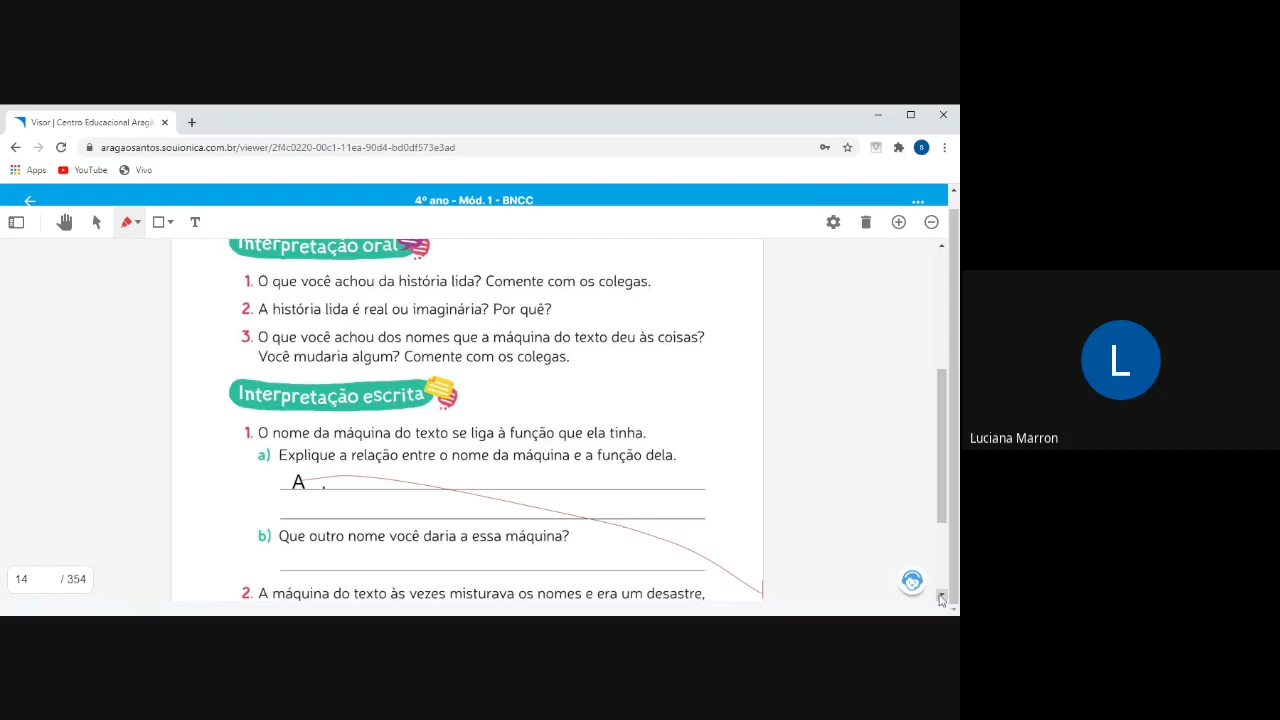 Visor | Centro Educacional Aragã
aragaosantos.souionica.com.br/viewer/2f4c0220-00c1-11ea-90d4-bd0df573e3ad
S
Apps YouTube Vivo
4º ano - Mód. 1 - BNCC
T
Interpretação oral
1. O que você achou da história lida? Comente com os colegas.
2. A história lida é real ou imaginária? Por quê?
3. O que você achou dos nomes que a máquina do texto deu às coisas?
Você mudaria algum? Comente com os colegas.
Interpretação escrita
1. O nome da máquina do texto se liga à função que ela tinha.
a) Explique a relação entre o nome da máquina e a função dela.
A .
b) Que outro nome você daria a essa máquina?
2. A máquina do texto às vezes misturava os nomes e era um desastre,
14 / 354
L
Luciana Marron